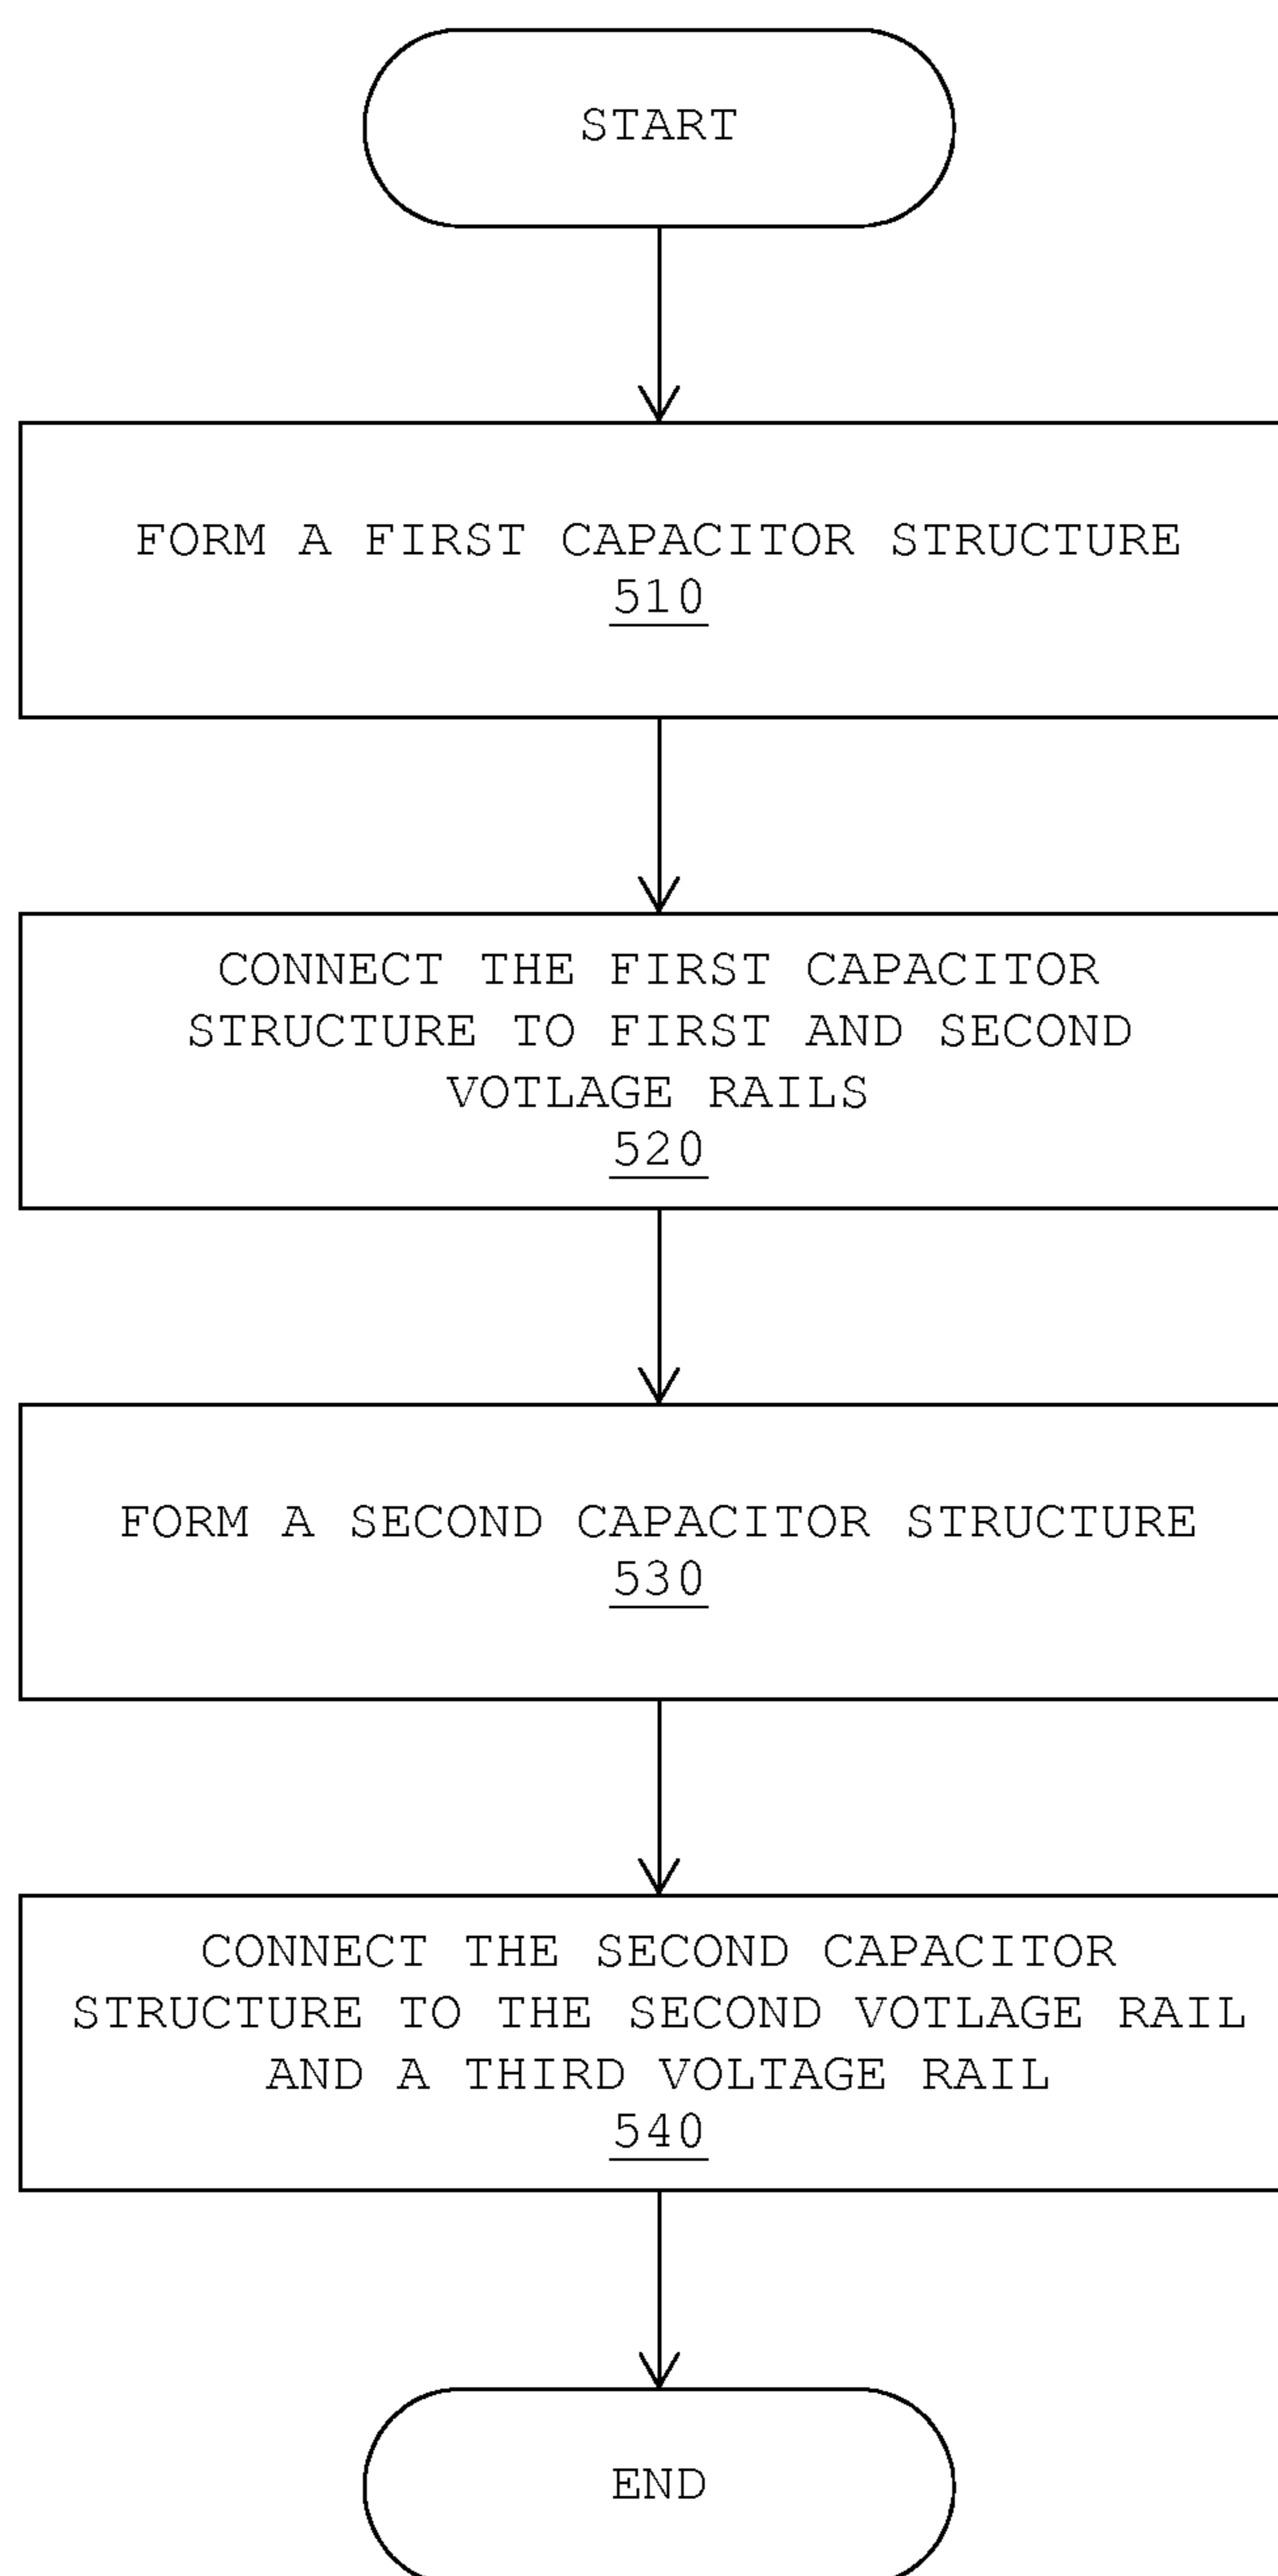 START
FORM A FIRST CAPACITOR STRUCTURE
510
CONNECT THE FIRST CAPACITOR
STRUCTURE TO FIRST AND SECOND
VOTLAGE RAILS
520
FORM A SECOND CAPACITOR STRUCTURE
530
CONNECT THE SECOND CAPACITOR
STRUCTURE TO THE SECOND VOTLAGE RAIL
AND A THIRD VOLTAGE RAIL
540
END